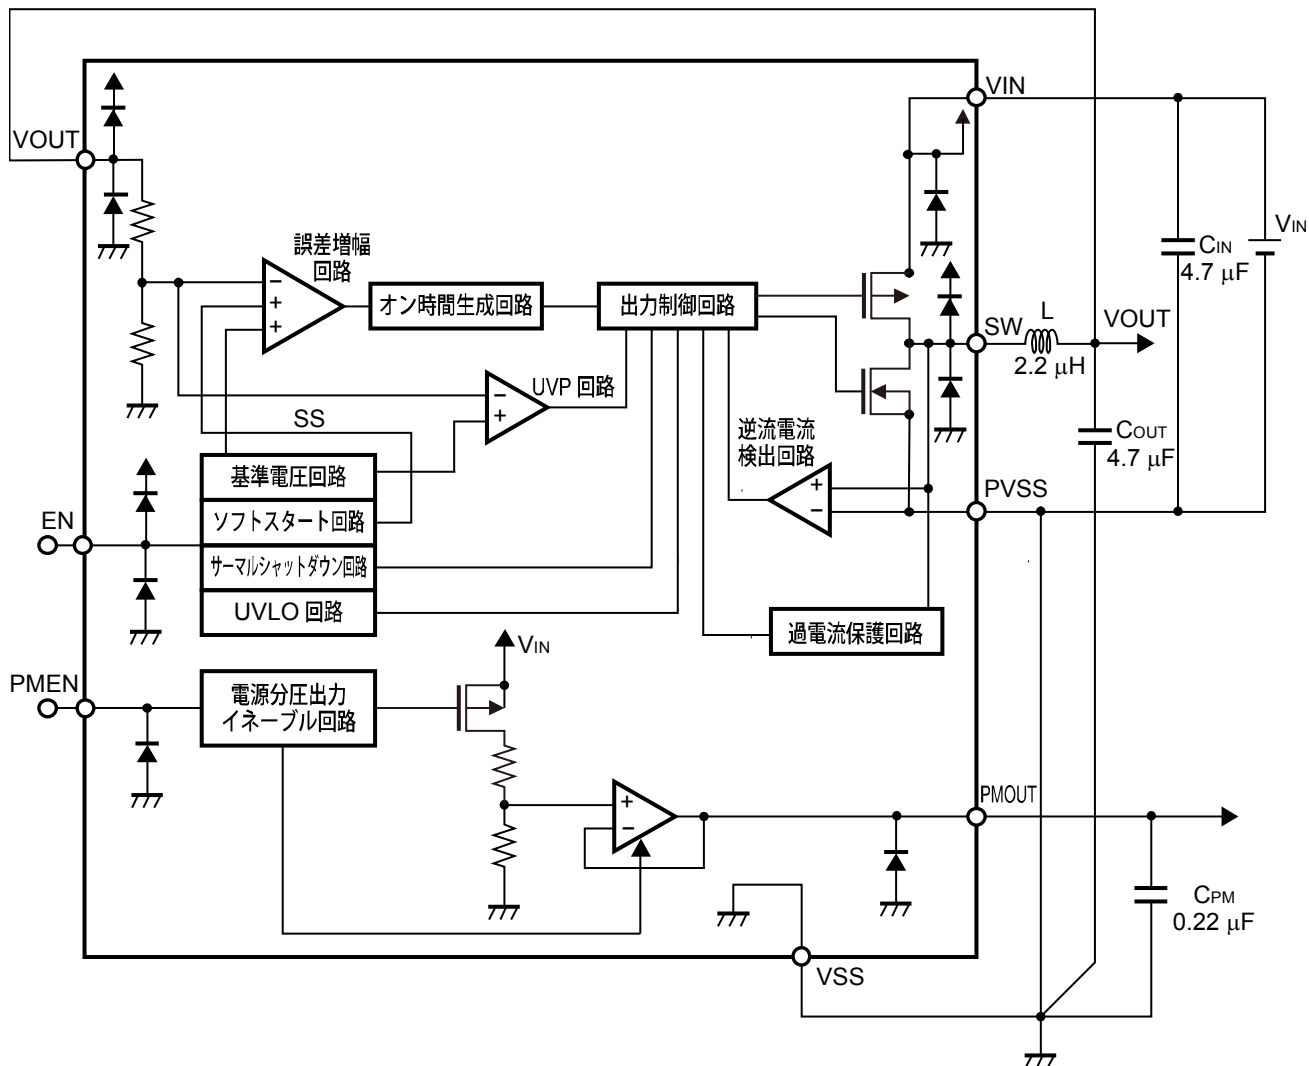 VIN
VOUT
VIN
CIN
4.7 μF
誤差増幅
回路
−
+
+
オン時間生成回路
出力制御回路
SW
L
2.2 μH
VOUT
UVP 回路
−
+
SS
逆流電流
検出回路
+
−
COUT
4.7 μF
基準電圧回路
PVSS
EN
ソフトスタート回路
サーマルシャットダウン回路
UVLO 回路
過電流保護回路
VIN
PMEN
電源分圧出力
イネーブル回路
+
−
PMOUT
CPM
0.22 μF
VSS